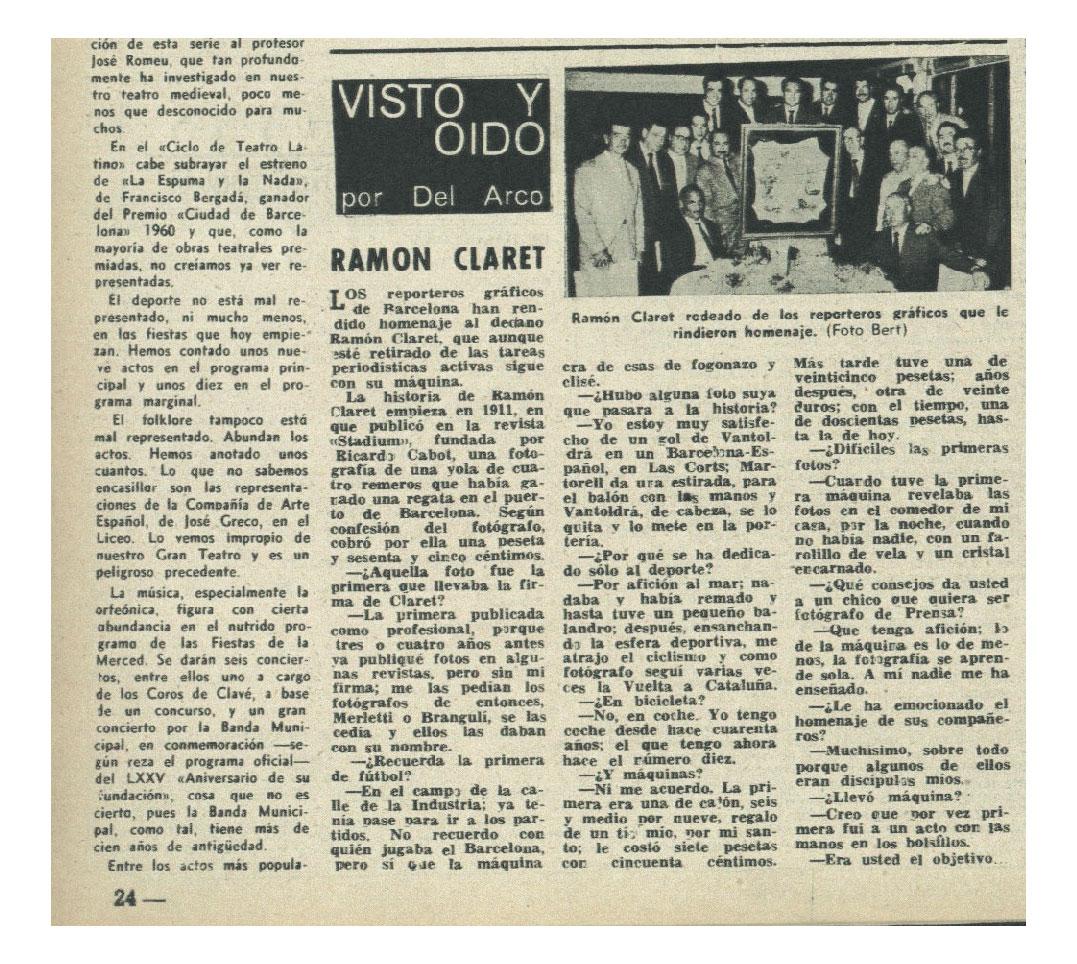 ción de esta serie al profesor
José Romeu, que tan profunda-
mente ha investigado en nues-
tro teatro medieval, poco me-
nos que desconocido para mu-
chos.
En el «Ciclo de Teatro La-
tino» cabe subrayar el estreno
de «La Espuma y la Nada»,
de Francisco Bergadá, ganador
del Premio «Ciudad de Barce-
lona» 1960 y que, como la
mayoría de obras teatrales pre-
miadas, no creíamos ya ver re-
presentadas.
El deporte no está mal re-
presentado, ni mucho menos,
en las fiestas que hoy empie-
zan. Hemos contado unos nue-
ve actos en el programa prin-
cipal y unos diez en el pro-
grama marginal.
El folklore tampoco está
mal representado. Abundan los
actos. Hemos anotado unos
cuantos. Lo que no sabemos
encasillar son las representa-
ciones de la Compañía de Arte
Español, de José Greco, en el
Liceo. Lo vemos impropio de
nuestro Gran Teatro y es un
peligroso precedente.
La música, especialmente la
orfeónica, figura con cierta
abundancia en el nutrido pro-
grama de las Fiestas de la
Merced. Se darán seis concier-
tos, entre ellos uno a cargo
de los Coros de Clavé, a base
de un concurso, y un gran
concierto por la Banda Muni-
cipal, en conmemoración —se-
gún reza el programa oficial—
del LXXV «Aniversario de su
fundación», cosa que no es
cierto, pues la Banda Munici-
pal, como tal, tiene más de
cien años de antigüedad.
Entre los actos más popula-
24 —
VISTO Y
OIDO
por Del Arco
RAMON CLARET
LOS reporteros gráficos
de Barcelona han ren-
dido homenaje al decano
Ramón Claret, que aunque
esté retirado de las tareas
periodísticas activas sigue
con su máquina.
La historia de Ramón
Claret empieza en 1911, en
que publicó en la revista
«Stadium», fundada por
Ricardo Cabot, una foto-
grafía de una yola de cua-
tro remeros que había ga-
nado una regata en el puer-
to de Barcelona. Según
confesión del fotógrafo,
cobró por ella una peseta
y sesenta y cinco céntimos.
—¿Aquella foto fue la
primera que llevaba la fir-
ma de Claret?
—La primera publicada
como profesional, porque
tres o cuatro años antes
ya publiqué fotos en algu-
nas revistas, pero sin mi
firma; me las pedían los
fotógrafos de entonces,
Merletti o Branguli, se las
cedía y ellos las daban
con su nombre.
—¿Recuerda la primera
de fútbol?
—En el campo de la ca-
lle de la Industria; ya te-
nía pase para ir a los par-
tidos. No recuerdo con
quién jugaba el Barcelona,
pero sí que la máquina
Ramón Claret rodeado de los reporteros gráficos que le
rindieron homenaje. (Foto Bert)
era de esas de fogonazo y
elisé.
—¿Hubo alguna foto suya
que pasara a la historia?
—Yo estoy muy satisfe-
cho de un gol de Vantol-
drá en un Barcelona-Es-
pañol, en Las Corts; Mar-
torell da una estirada, para
el balón con las manos y
Vantoldrá, de cabeza, se lo
quita y lo mete en la por-
tería.
—¿Por qué se ha dedica-
do sólo al deporte?
—Por afición al mar; na-
daba y había remado y
hasta tuve un pequeño ba-
landro; después, ensanchan-
do la esfera deportiva, me
atrajo el ciclismo y como
fotógrafo seguí varias ve-
ces la Vuelta a Cataluña.
—¿En bicicleta?
—No, en coche. Yo tengo
coche desde hace cuarenta
años; el que tengo ahora
hace el número diez.
—¿Y máquinas?
—Ni me acuerdo. La pri-
mera era una de cajón, seis
y medio por nueve, regalo
de un tío mío, por mi san-
to; le costó siete pesetas
con cincuenta céntimos.
Más tarde tuve una de
veinticinco pesetas; años
después, otra de veinte
duros; con el tiempo, una
de doscientas pesetas, has-
ta la de hoy.
—¿Difíciles las primeras
fotos?
—Cuando tuve la prime-
ra máquina revelaba las
fotos en el comedor de mi
casa, por la noche, cuando
no había nadie, con un fa-
rolillo de vela y un cristal
encarnado.
—¿Qué consejos da usted
a un chico que quiera ser
fotógrafo de Prensa?
—Que tenga afición; lo
de la máquina es lo de me-
nos, la fotografía se apren-
de sola. A mí nadie me ha
enseñado.
—¿Le ha emocionado el
homenaje de sus compañe-
ros?
—Muchísimo, sobre todo
porque algunos de ellos
eran discípulos míos.
—¿Llevó máquina?
—Creo que por vez pri-
mera fui a un acto con las
manos en los bolsillos.
—Era usted el objetivo...